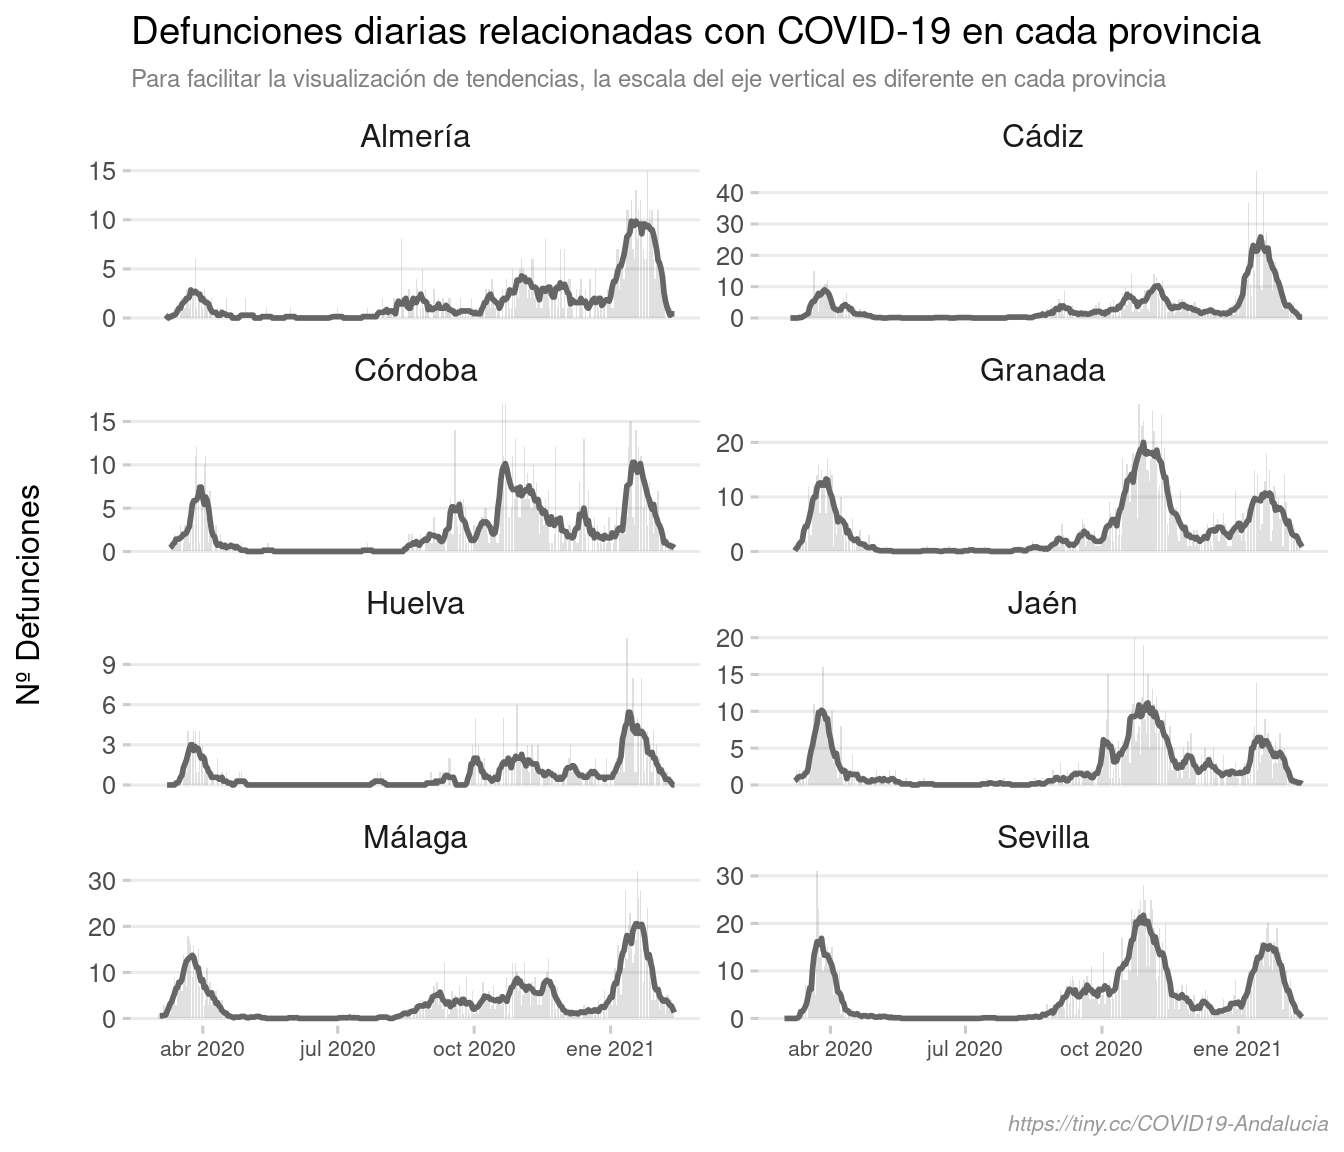 Defunciones diarias relacionadas con COVID-19 en cada provincia
Para facilitar la visualización de tendencias, la escala del eje vertical es diferente en cada provincia
Nº Defunciones
Almería
15
10
5
0
Cádiz
40
30
20
10
0
Córdoba
15
10
5
0
Granada
20
10
0
Huelva
9
6
3
0
Jaén
20
15
10
5
0
Málaga
30
20
10
0
abr 2020 jul 2020 oct 2020 ene 2021
Sevilla
30
20
10
0
abr 2020 jul 2020 oct 2020 ene 2021
https://tiny.cc/COVID19-Andalucia